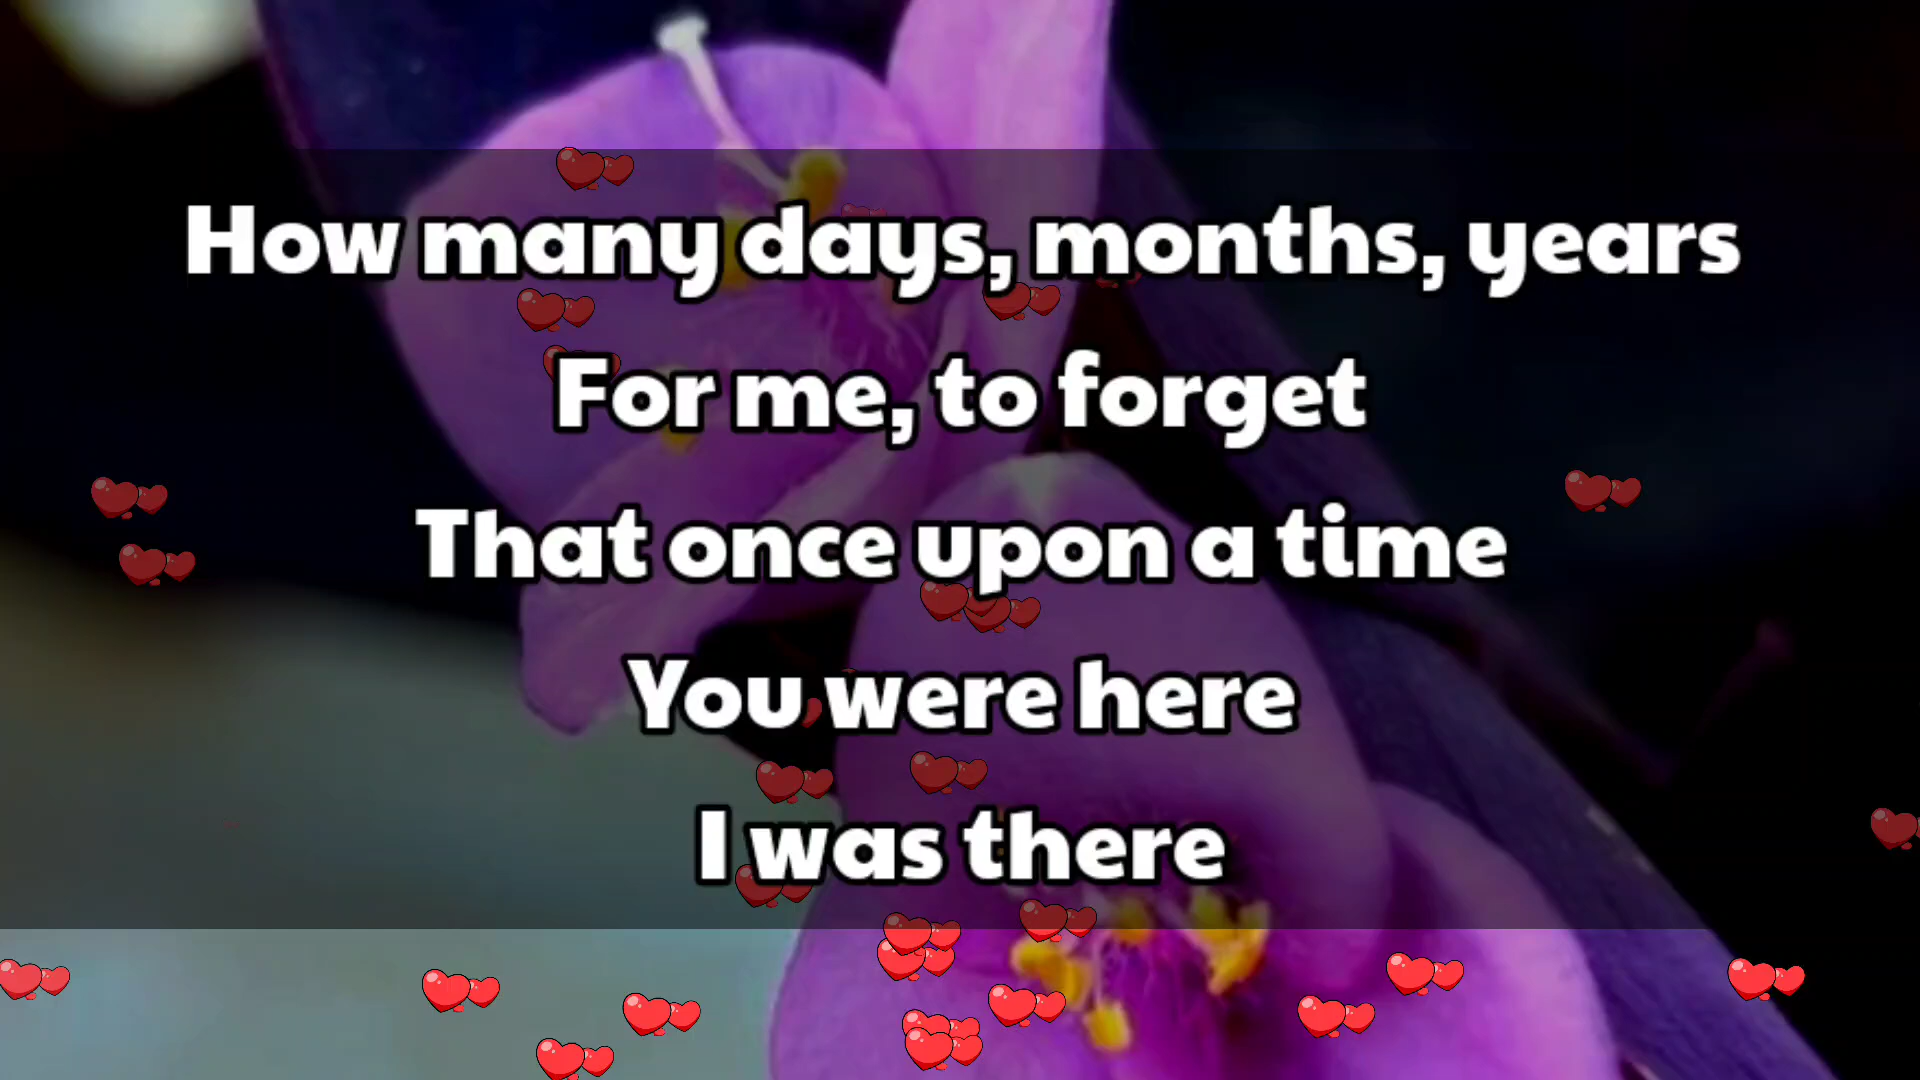 How many days, months, years
For me, to forget
That once upon a time
You were here
I was there